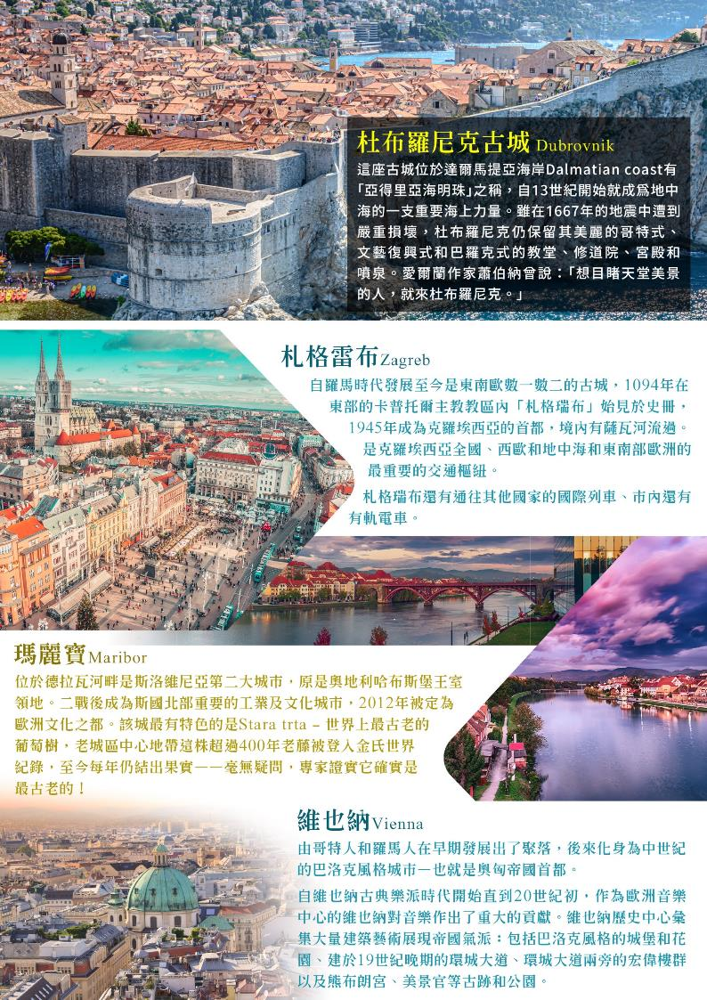 杜布羅尼克古城 Dubrovnik
這座古城位於達爾馬提亞海岸Dalmatian coast有
「亞得里亞海明珠」之稱，自13世紀開始就成爲地中
海的一支重要海上力量。雖在1667年的地震中遭到
嚴重損壞，杜布羅尼克仍保留其美麗的哥特式、
文藝復興式和巴羅克式的教堂、修道院、宮殿和
噴泉。愛爾蘭作家蕭伯納曾說：「想目睹天堂美景
的人，就來杜布羅尼克。」
札格雷布Zagreb
自羅馬時代發展至今是東南歐數一數二的古城，1094年在
東部的卡普托爾主教教區內「札格瑞布」始見於史冊，
1945年成為克羅埃西亞的首都，境內有薩瓦河流過。
是克羅埃西亞全國、西歐和地中海和東南部歐洲的
最重要的交通樞紐。
札格瑞布還有通往其他國家的國際列車、市內還有
有軌電車。
瑪麗寶Maribor
位於德拉瓦河畔是斯洛維尼亞第二大城市，原是奧地利哈布斯堡王室
領地。二戰後成為斯國北部重要的工業及文化城市，2012年被定為
歐洲文化之都。該城最有特色的是Stara trta – 世界上最古老的
葡萄樹，老城區中心地帶這株超過400年老藤被登入金氏世界
紀錄，至今每年仍結出果實——毫無疑問，專家證實它確實是
最古老的！
維也納Vienna
由哥特人和羅馬人在早期發展出了聚落，後來化身為中世紀
的巴洛克風格城市—也就是奧匈帝國首都。
自維也納古典樂派時代開始直到20世紀初，作為歐洲音樂
中心的維也納對音樂作出了重大的貢獻。維也納歷史中心彙
集大量建築藝術展現帝國氣派：包括巴洛克風格的城堡和花
園、建於19世紀晚期的環城大道、環城大道兩旁的宏偉樓群
以及熊布朗宮、美景官等古跡和公園。